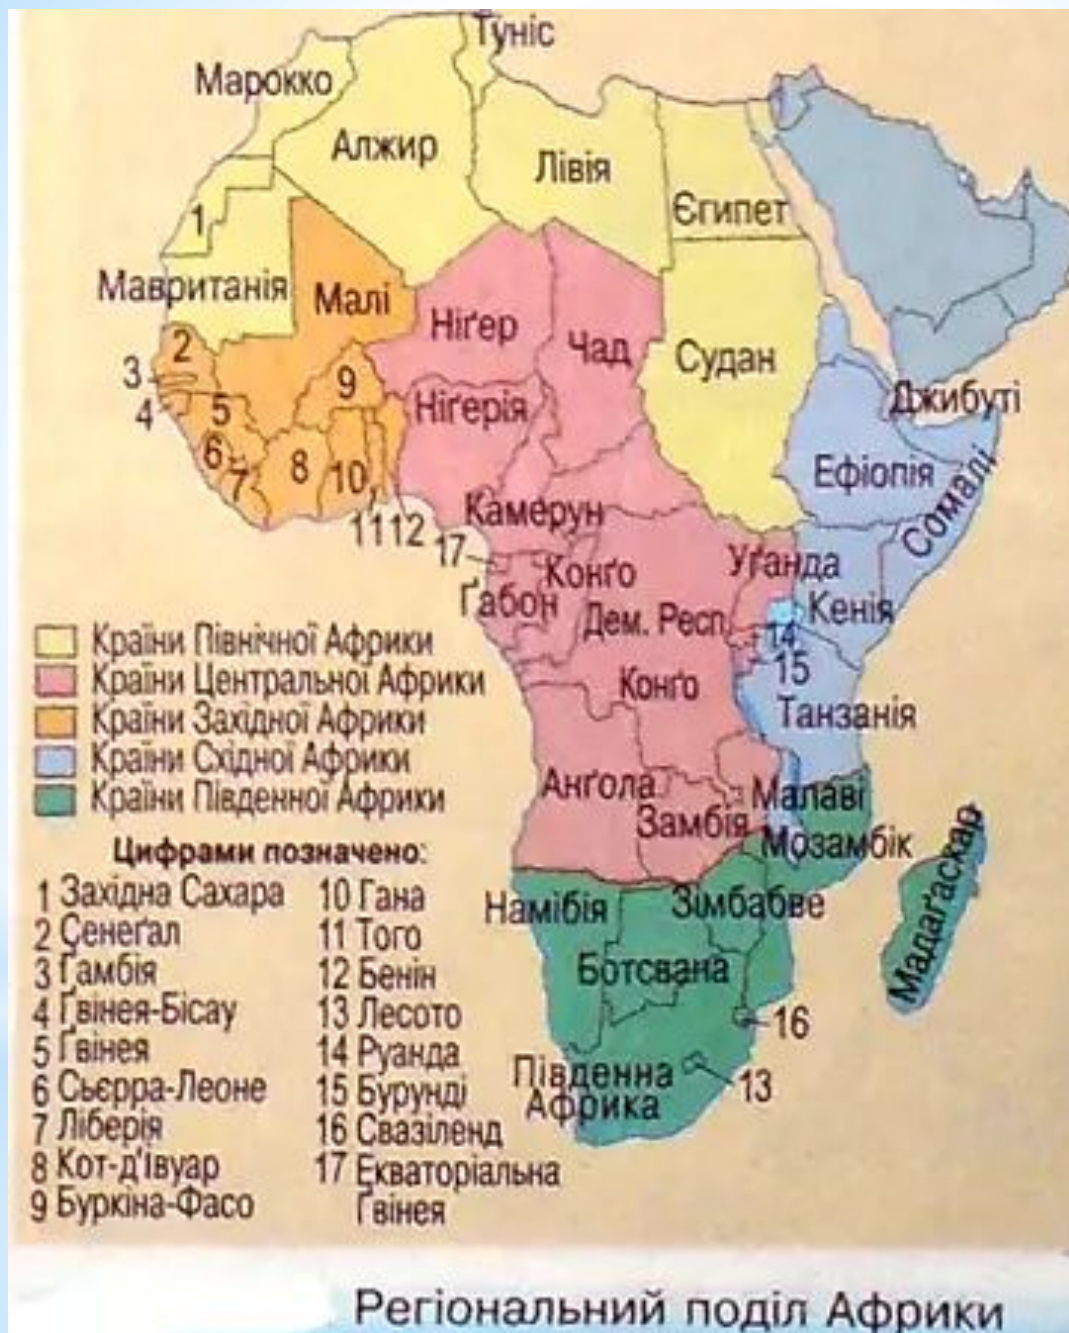 Туніс
Марокко
Алжир
Лівія
Єгипет
1
Мавританія
Малі
Ніґер
Чад
Судан
2
3
4
5
9
Ніґерія
Джибуті
6
7
8
10
Ефіопія
Сомалі
Камерун
11 12
17
Конґо
Уґанда
Ґабон
Дем. Респ.
Кенія
14
Конґо
15
Танзанія
Країни Північної Африки
Країни Центральної Африки
Країни Західної Африки
Країни Східної Африки
Країни Південної Африки
Анґола
Малаві
Замбія
Мозамбік
Мадаґаскар
Намібія
Зімбабве
Ботсвана
16
Південна
Африка
13
Цифрами позначено:
1 Західна Сахара
2 Сенеґал
3 Ґамбія
4 Ґвінея-Бісау
5 Ґвінея
6 Сьєрра-Леоне
7 Ліберія
8 Кот-д'Івуар
9 Буркіна-Фасо
10 Гана
11 Того
12 Бенін
13 Лесото
14 Руанда
15 Бурунді
16 Свазіленд
17 Екваторіальна
Ґвінея
Регіональний поділ Африки